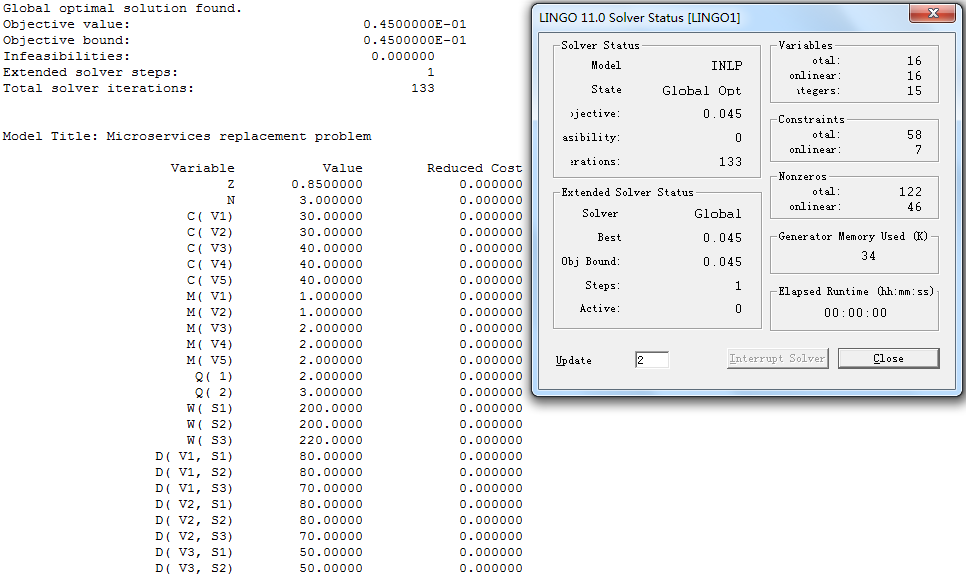 Global optimal solution found.
Objective value: 0.4500000E-01
Objective bound: 0.4500000E-01
Infeasibilities: 0.000000
Extended solver steps: 1
Total solver iterations: 133
Model Title: Microservices replacement problem
Variable Value Reduced Cost
Z 0.8500000 0.000000
N 3.000000 0.000000
C( V1) 30.00000 0.000000
C( V2) 30.00000 0.000000
C( V3) 40.00000 0.000000
C( V4) 40.00000 0.000000
C( V5) 40.00000 0.000000
M( V1) 1.000000 0.000000
M( V2) 1.000000 0.000000
M( V3) 2.000000 0.000000
M( V4) 2.000000 0.000000
M( V5) 2.000000 0.000000
Q( 1) 2.000000 0.000000
Q( 2) 3.000000 0.000000
W( S1) 200.0000 0.000000
W( S2) 200.0000 0.000000
W( S3) 220.0000 0.000000
D( V1, S1) 80.00000 0.000000
D( V1, S2) 80.00000 0.000000
D( V1, S3) 70.00000 0.000000
D( V2, S1) 80.00000 0.000000
D( V2, S2) 80.00000 0.000000
D( V2, S3) 70.00000 0.000000
D( V3, S1) 50.00000 0.000000
D( V3, S2) 50.00000 0.000000
LINGO 11.0 Solver Status [LINGO1]
Solver Status
Model INLP
State Global Opt
jective: 0.045
asibility: 0
erations: 133
Extended Solver Status
Solver Global
Best 0.045
Obj Bound: 0.045
Steps: 1
Active: 0
Variables
otal: 16
onlinear: 16
ntegers: 15
Constraints
otal: 58
onlinear: 7
Nonzeros
otal: 122
onlinear: 46
Generator Memory Used (K)
34
Elapsed Runtime (hh:mm:ss)
00:00:00
Update 2
Interrupt Solver
Close